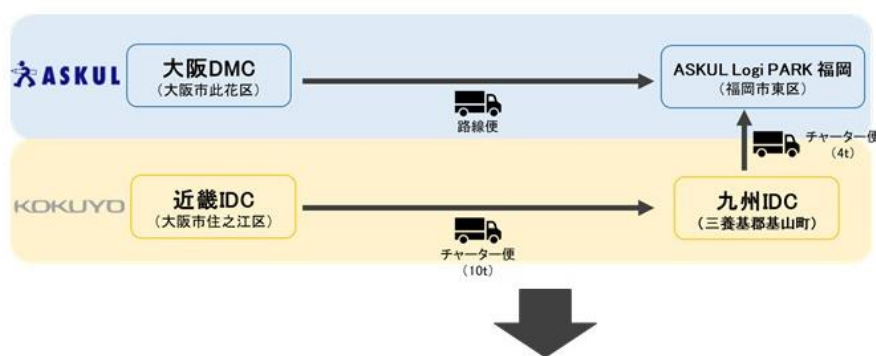 ASKUL
大阪DMC
(大阪市此花区)
ASKUL Logi PARK 福岡
(福岡市東区)
路線便
チャーター便
(4t)
KOKUYO
近畿IDC
(大阪市住之江区)
九州IDC
(三養基郡基山町)
チャーター便
(10t)